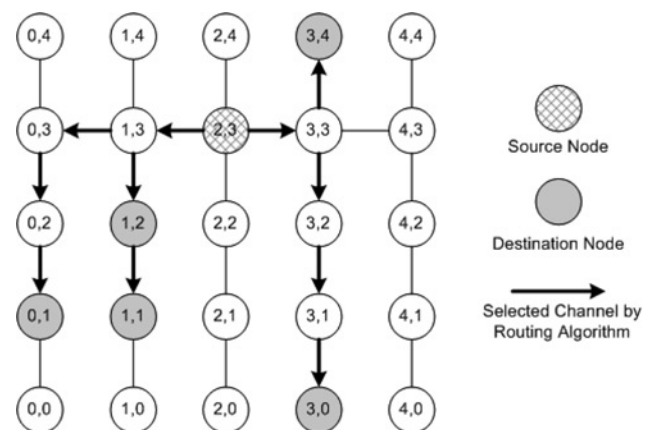 0,4 1,4 2,4 3,4 4,4
0,3 1,3 2,3 3,3 4,3
Source Node
0,2 1,2 2,2 3,2 4,2
Destination Node
0,1 1,1 2,1 3,1 4,1
Selected Channel by
Routing Algorithm
0,0 1,0 2,0 3,0 4,0